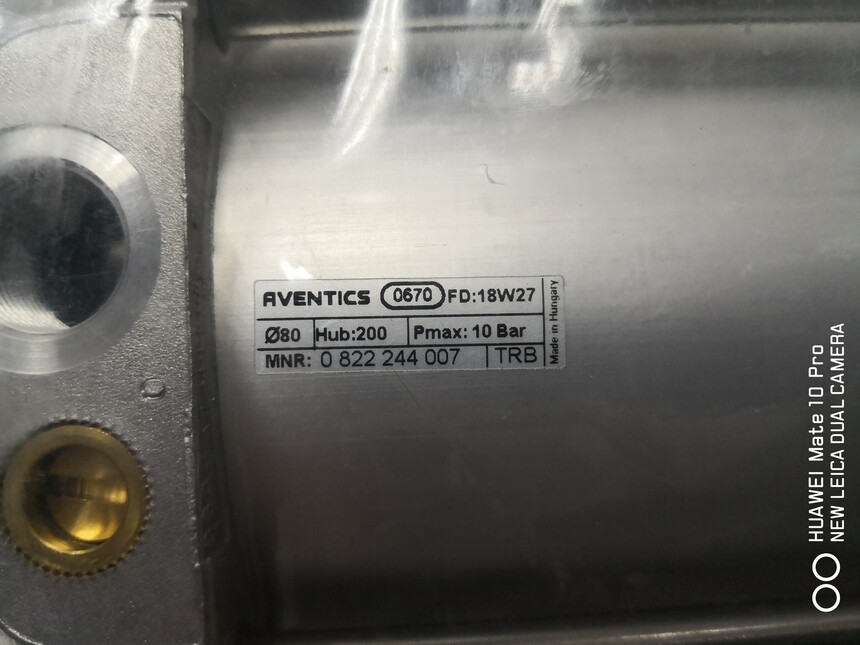 AVENTICS 0670 FD:18W27
Ø80 Hub:200 Pmax: 10 Bar
MNR: 0 822 244 007 TRB
Made in Hungary
HUAWEI Mate 10 Pro
NEW LEICA DUAL CAMERA